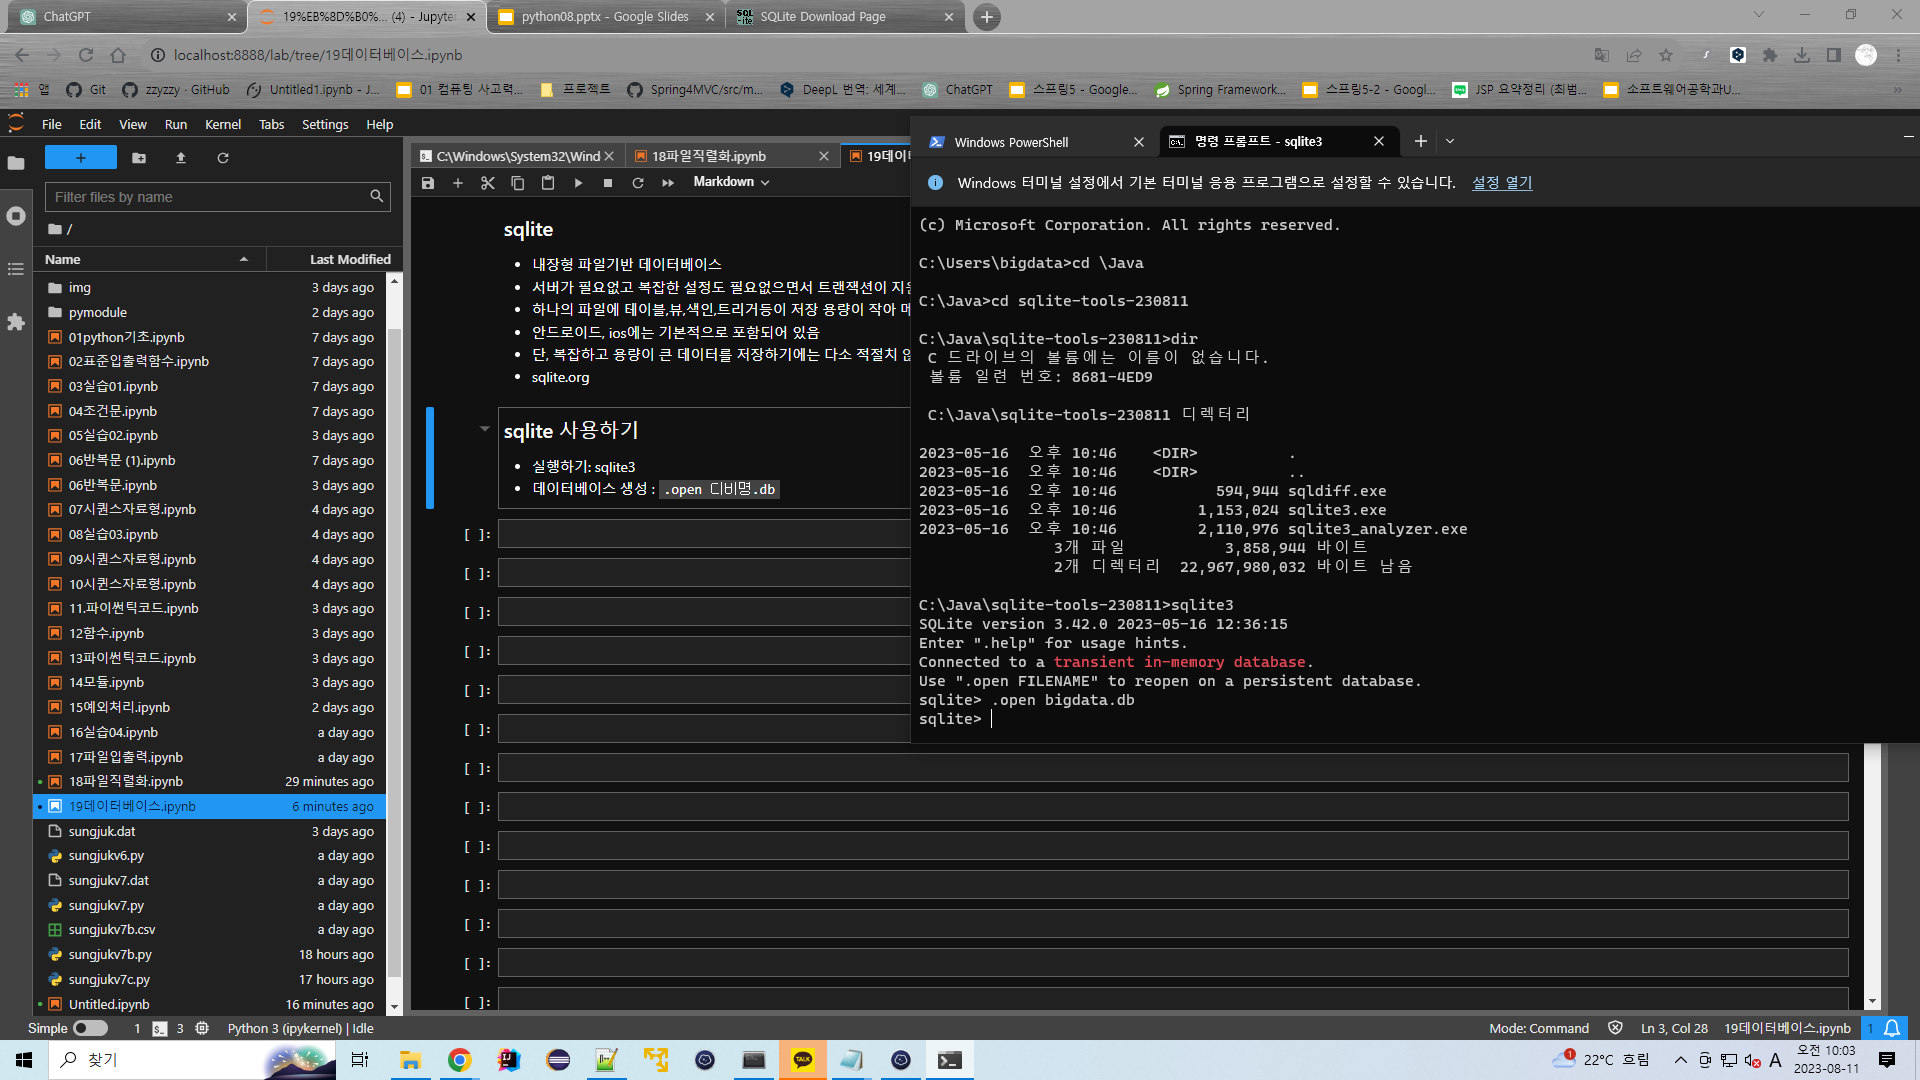 ChatGPT
19%EB%8D%B0%... (4) - Jupyter
python08.pptx - Google Slides
SQLite Download Page
localhost:8888/lab/tree/19데이터베이스.ipynb
앱
Git
zzyzzy · GitHub
Untitled1.ipynb - J...
01 컴퓨팅 사고력...
프로젝트
Spring4MVC/src/m...
DeepL 번역: 세계...
ChatGPT
스프링5 - Google...
Spring Framework...
스프링5-2 - Googl...
JSP 요약정리 (최범...
소프트웨어공학과U...
File Edit View Run Kernel Tabs Settings Help
Filter files by name
/
Name Last Modified
img 3 days ago
pymodule 2 days ago
01python기초.ipynb 7 days ago
02표준입출력함수.ipynb 7 days ago
03실습01.ipynb 7 days ago
04조건문.ipynb 7 days ago
05실습02.ipynb 3 days ago
06반복문 (1).ipynb 7 days ago
06반복문.ipynb 3 days ago
07시퀀스자료형.ipynb 4 days ago
08실습03.ipynb 4 days ago
09시퀀스자료형.ipynb 4 days ago
10시퀀스자료형.ipynb 4 days ago
11.파이썬틱코드.ipynb 3 days ago
12함수.ipynb 3 days ago
13파이썬틱코드.ipynb 3 days ago
14모듈.ipynb 3 days ago
15예외처리.ipynb 2 days ago
16실습04.ipynb a day ago
17파일입출력.ipynb a day ago
18파일직렬화.ipynb 29 minutes ago
19데이터베이스.ipynb 6 minutes ago
sungjuk.dat 3 days ago
sungjukv6.py a day ago
sungjukv7.dat a day ago
sungjukv7.py a day ago
sungjukv7b.csv a day ago
sungjukv7b.py 18 hours ago
sungjukv7c.py 17 hours ago
Untitled.ipynb 16 minutes ago
C:\Windows\System32\Wind
18파일직렬화.ipynb
19데이
Markdown
sqlite
내장형 파일기반 데이터베이스
서버가 필요없고 복잡한 설정도 필요없으면서 트랜잭션이 지원
하나의 파일에 테이블,뷰,색인,트리거등이 저장 용량이 작아 메
안드로이드, ios에는 기본적으로 포함되어 있음
단, 복잡하고 용량이 큰 데이터를 저장하기에는 다소 적절치 않
sqlite.org
sqlite 사용하기
실행하기: sqlite3
데이터베이스 생성 : .open 디비명.db
[ ]:
[ ]:
[ ]:
[ ]:
[ ]:
[ ]:
[ ]:
[ ]:
[ ]:
[ ]:
[ ]:
[ ]:
[ ]:
Windows PowerShell
명령 프롬프트 - sqlite3
Windows 터미널 설정에서 기본 터미널 응용 프로그램으로 설정할 수 있습니다. 설정 열기
(c) Microsoft Corporation. All rights reserved.
C:\Users\bigdata>cd \Java
C:\Java>cd sqlite-tools-230811
C:\Java\sqlite-tools-230811>dir
C 드라이브의 볼륨에는 이름이 없습니다.
볼륨 일련 번호: 8681-4ED9
C:\Java\sqlite-tools-230811 디렉터리
2023-05-16 오후 10:46 <DIR> .
2023-05-16 오후 10:46 <DIR> ..
2023-05-16 오후 10:46 594,944 sqldiff.exe
2023-05-16 오후 10:46 1,153,024 sqlite3.exe
2023-05-16 오후 10:46 2,110,976 sqlite3_analyzer.exe
3개 파일 3,858,944 바이트
2개 디렉터리 22,967,980,032 바이트 남음
C:\Java\sqlite-tools-230811>sqlite3
SQLite version 3.42.0 2023-05-16 12:36:15
Enter ".help" for usage hints.
Connected to a transient in-memory database.
Use ".open FILENAME" to reopen on a persistent database.
sqlite> .open bigdata.db
sqlite>
Simple 1 3 Python 3 (ipykernel) | Idle
Mode: Command Ln 3, Col 28 19데이터베이스.ipynb 1
찾기
TALK
1 22°C 흐림 A 오전 10:03
2023-08-11